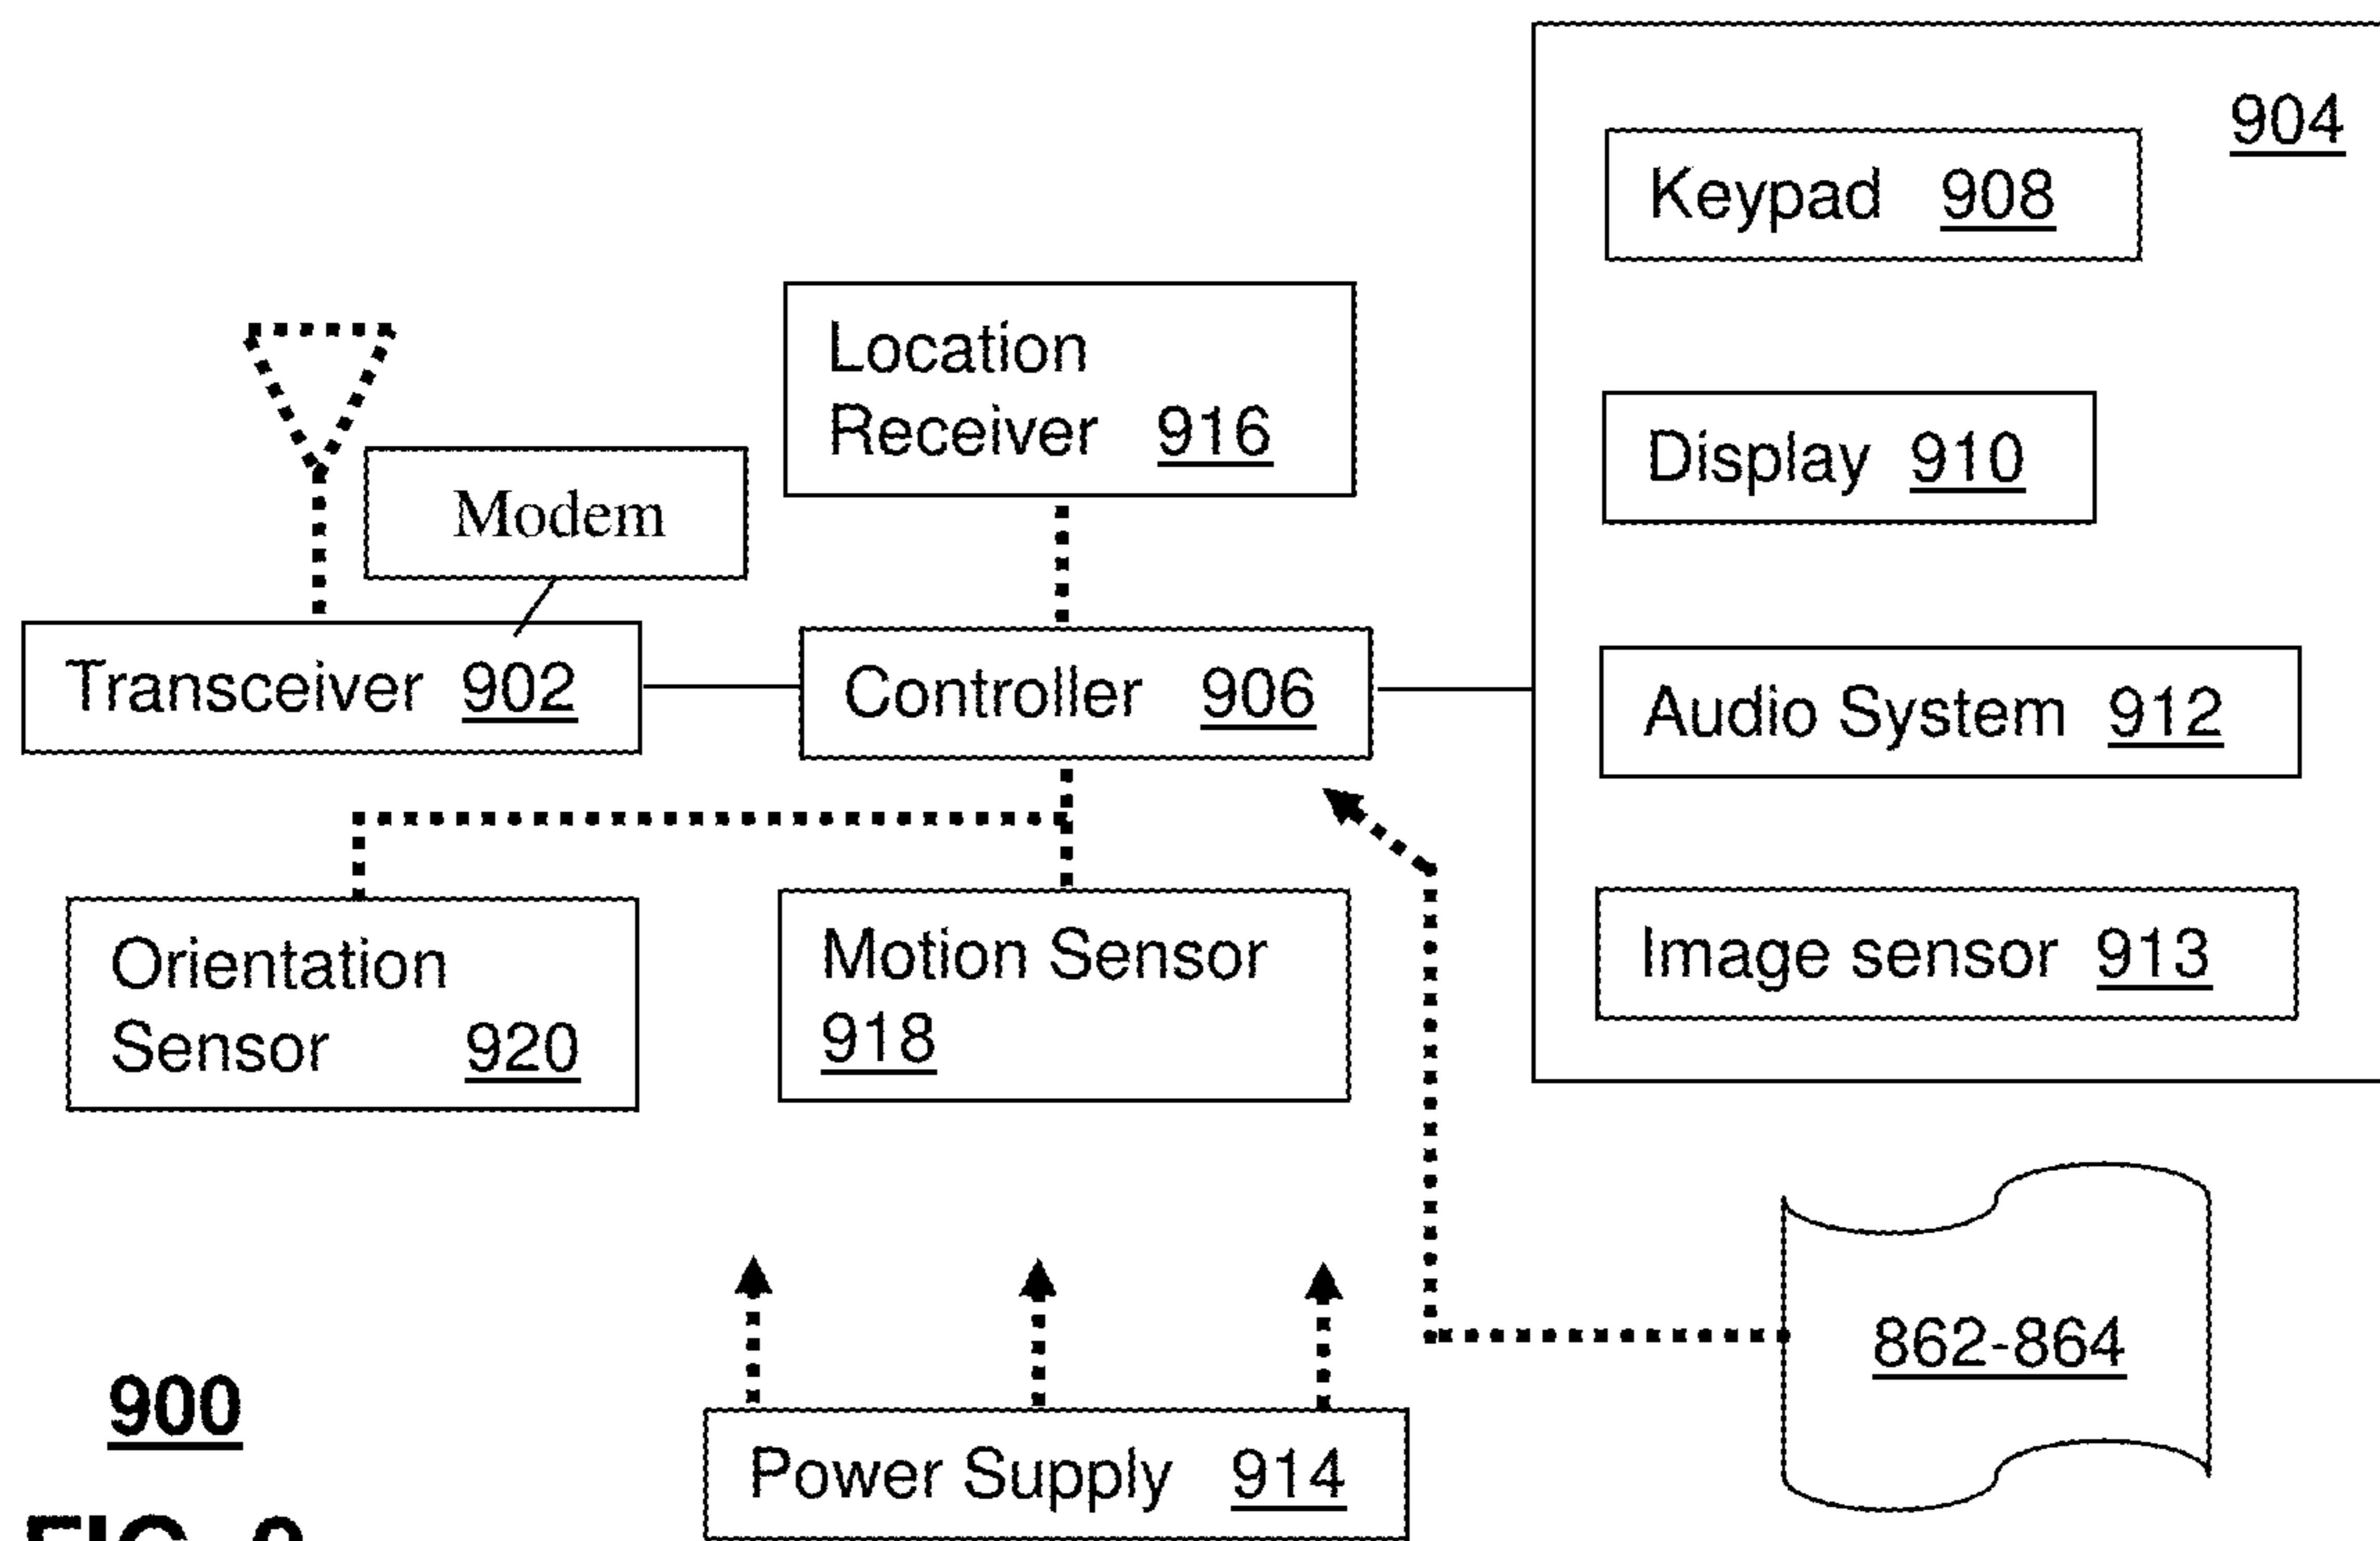 904
Keypad 908
Location
Receiver 916
Display 910
Modem
Transceiver 902
Controller 906
Audio System 912
Orientation
Sensor 920
Motion Sensor
918
Image sensor 913
862-864
900
Power Supply 914